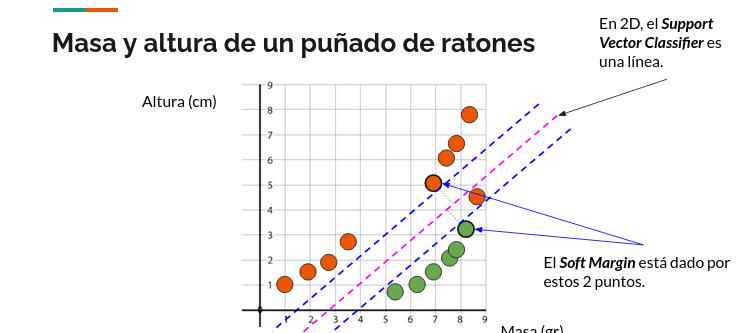 Masa y altura de un puñado de ratones
En 2D, el Support
Vector Classifier es
una línea.
Altura (cm)
9
8
7
6
5
4
3
2
1
0
1 2 3 4 5 6 7 8 9
El Soft Margin está dado por
estos 2 puntos.
Masa (gr)